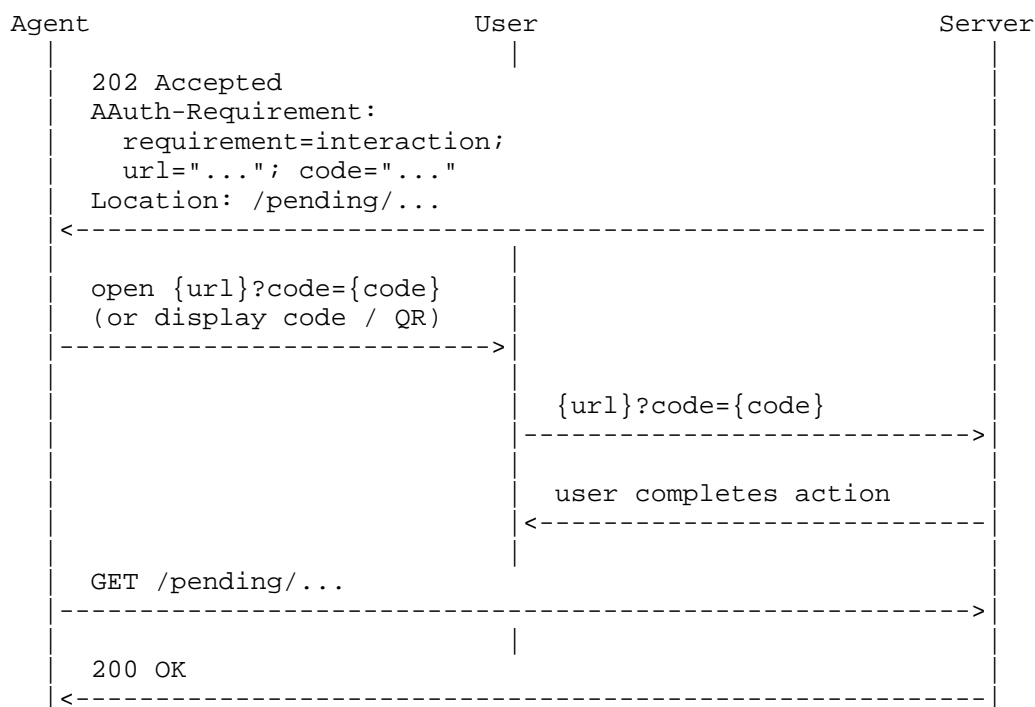 Agent User Server
202 Accepted
AAuth-Requirement:
requirement=interaction;
url="..."; code="..."
Location: /pending/...
open {url}?code={code}
(or display code / QR)
{url}?code={code}
user completes action
GET /pending/...
200 OK